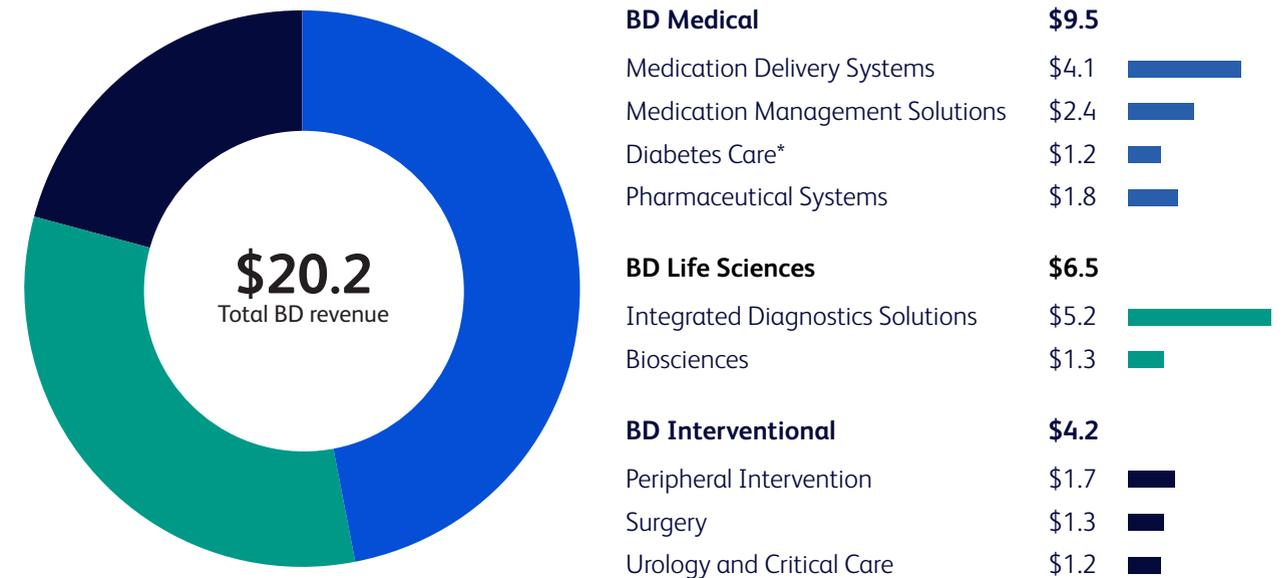 $20.2
Total BD revenue
BD Medical $9.5
Medication Delivery Systems $4.1
Medication Management Solutions $2.4
Diabetes Care* $1.2
Pharmaceutical Systems $1.8
BD Life Sciences $6.5
Integrated Diagnostics Solutions $5.2
Biosciences $1.3
BD Interventional $4.2
Peripheral Intervention $1.7
Surgery $1.3
Urology and Critical Care $1.2